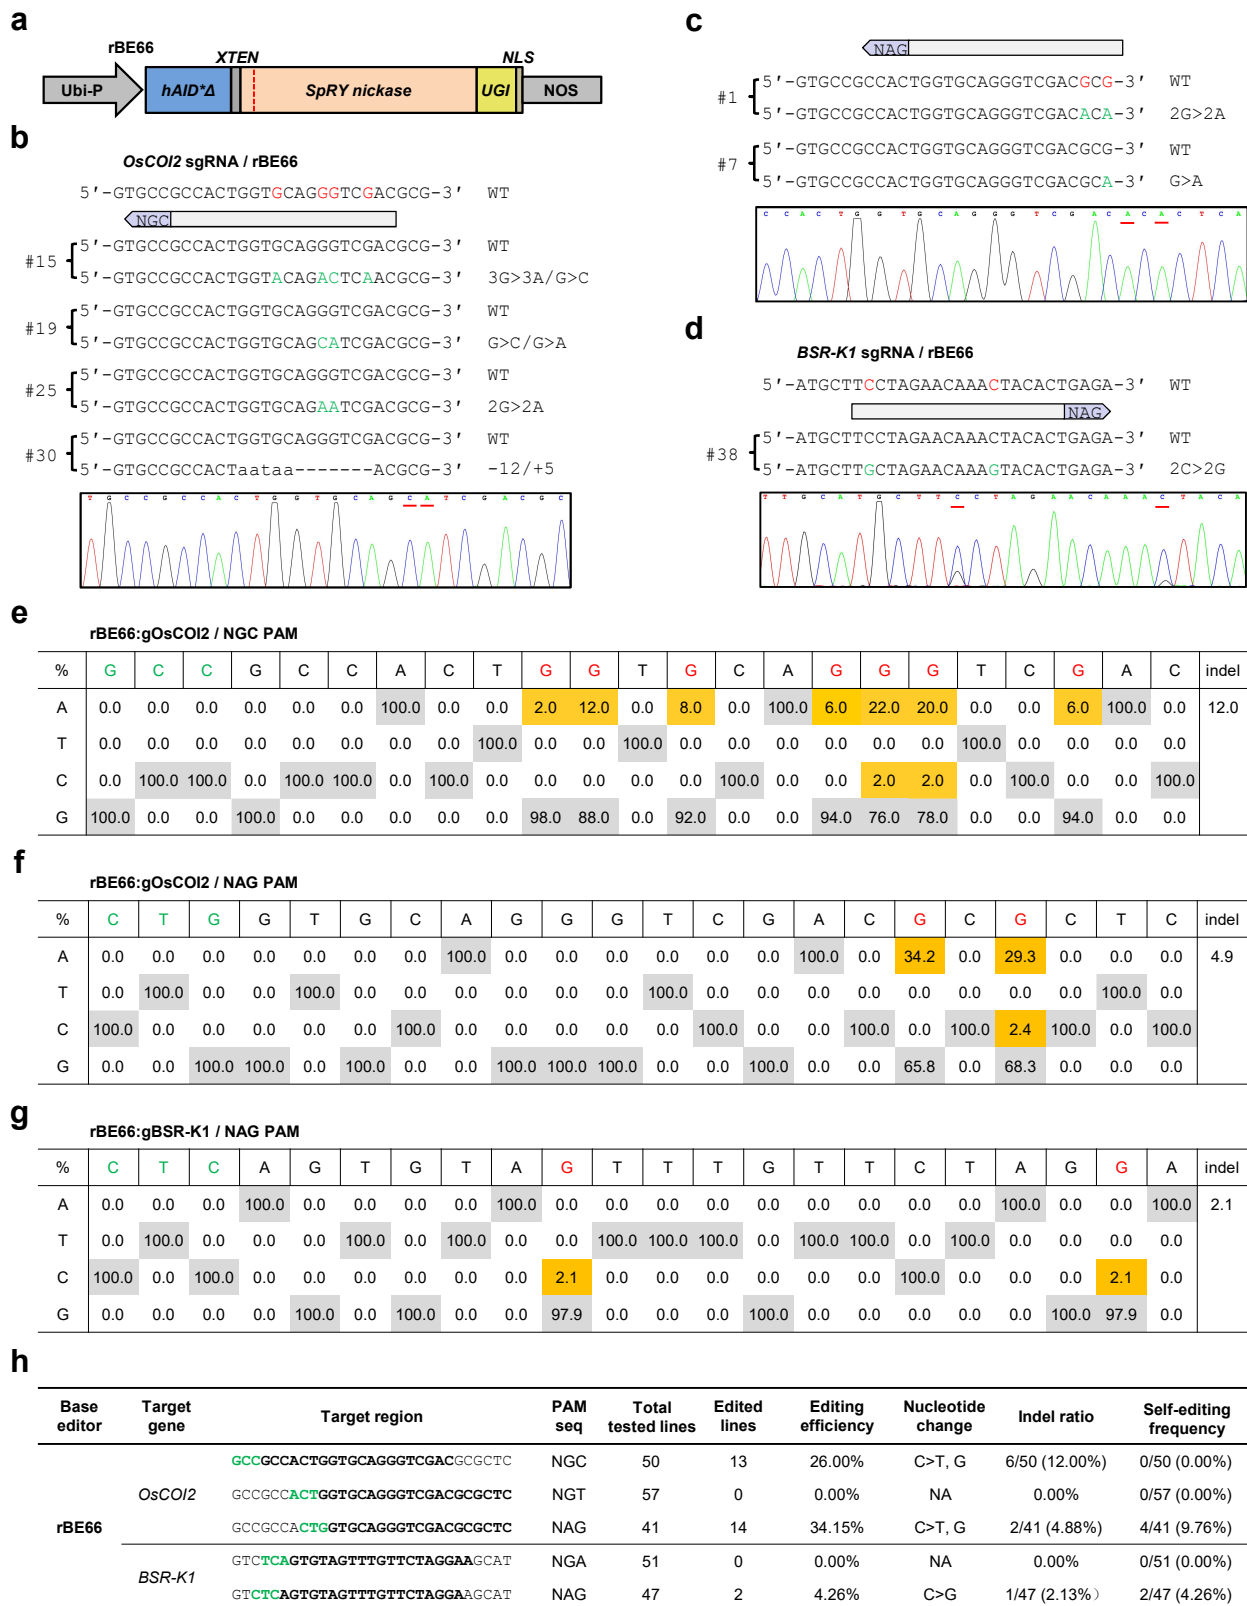 a
rBE66
XTEN
NLS
Ubi-P
hAID*Δ
SpRY nickase
UGI
NOS
b
OsCOI2 sgRNA / rBE66
5′-GTGCCGCCACTGGTGCAGGGTCGACGCG-3′ WT
NGC
#15
5′-GTGCCGCCACTGGTGCAGGGTCGACGCG-3′ WT
5′-GTGCCGCCACTGGTACAGACTCAACGCG-3′ 3G>3A/G>C
#19
5′-GTGCCGCCACTGGTGCAGGGTCGACGCG-3′ WT
5′-GTGCCGCCACTGGTGCAGCATCGACGCG-3′ G>C/G>A
#25
5′-GTGCCGCCACTGGTGCAGGGTCGACGCG-3′ WT
5′-GTGCCGCCACTGGTGCAGAATCGACGCG-3′ 2G>2A
#30
5′-GTGCCGCCACTGGTGCAGGGTCGACGCG-3′ WT
5′-GTGCCGCCACTaataa-------ACGCG-3′ -12/+5
T G C C G C C A C T G G T G C A G C A T C G A C G C
c
NAG
#1
5′-GTGCCGCCACTGGTGCAGGGTCGACGCG-3′ WT
5′-GTGCCGCCACTGGTGCAGGGTCGACACA-3′ 2G>2A
#7
5′-GTGCCGCCACTGGTGCAGGGTCGACGCG-3′ WT
5′-GTGCCGCCACTGGTGCAGGGTCGACGCA-3′ G>A
C C A C T G G T G C A G G G T C G A C A C A C T C A
d
BSR-K1 sgRNA / rBE66
5′-ATGCTTCCTAGAACAAACTACACTGAGA-3′ WT
NAG
#38
5′-ATGCTTCCTAGAACAAACTACACTGAGA-3′ WT
5′-ATGCTTGCTAGAACAAAGTACACTGAGA-3′ 2C>2G
T T G C A T G C T T C C T A G A A C A A A C T A C A
e
rBE66:gOsCOI2 / NGC PAM
% G C C G C C A C T G G T G C A G G G T C G A C indel
A 0.0 0.0 0.0 0.0 0.0 0.0 100.0 0.0 0.0 2.0 12.0 0.0 8.0 0.0 100.0 6.0 22.0 20.0 0.0 0.0 6.0 100.0 0.0 12.0
T 0.0 0.0 0.0 0.0 0.0 0.0 0.0 0.0 100.0 0.0 0.0 100.0 0.0 0.0 0.0 0.0 0.0 0.0 100.0 0.0 0.0 0.0 0.0
C 0.0 100.0 100.0 0.0 100.0 100.0 0.0 100.0 0.0 0.0 0.0 0.0 0.0 100.0 0.0 0.0 2.0 2.0 0.0 100.0 0.0 0.0 100.0
G 100.0 0.0 0.0 100.0 0.0 0.0 0.0 0.0 0.0 98.0 88.0 0.0 92.0 0.0 0.0 94.0 76.0 78.0 0.0 0.0 94.0 0.0 0.0
f
rBE66:gOsCOI2 / NAG PAM
% C T G G T G C A G G G T C G A C G C G C T C indel
A 0.0 0.0 0.0 0.0 0.0 0.0 0.0 100.0 0.0 0.0 0.0 0.0 0.0 0.0 100.0 0.0 34.2 0.0 29.3 0.0 0.0 0.0 4.9
T 0.0 100.0 0.0 0.0 100.0 0.0 0.0 0.0 0.0 0.0 0.0 100.0 0.0 0.0 0.0 0.0 0.0 0.0 0.0 0.0 100.0 0.0
C 100.0 0.0 0.0 0.0 0.0 0.0 100.0 0.0 0.0 0.0 0.0 0.0 100.0 0.0 0.0 100.0 0.0 100.0 2.4 100.0 0.0 100.0
G 0.0 0.0 100.0 100.0 0.0 100.0 0.0 0.0 100.0 100.0 100.0 0.0 0.0 100.0 0.0 0.0 65.8 0.0 68.3 0.0 0.0 0.0
g
rBE66:gBSR-K1 / NAG PAM
% C T C A G T G T A G T T T G T T C T A G G A indel
A 0.0 0.0 0.0 100.0 0.0 0.0 0.0 0.0 100.0 0.0 0.0 0.0 0.0 0.0 0.0 0.0 0.0 0.0 100.0 0.0 0.0 100.0 2.1
T 0.0 100.0 0.0 0.0 0.0 100.0 0.0 100.0 0.0 0.0 100.0 100.0 100.0 0.0 100.0 100.0 0.0 100.0 0.0 0.0 0.0 0.0
C 100.0 0.0 100.0 0.0 0.0 0.0 0.0 0.0 0.0 2.1 0.0 0.0 0.0 0.0 0.0 0.0 100.0 0.0 0.0 0.0 2.1 0.0
G 0.0 0.0 0.0 0.0 100.0 0.0 100.0 0.0 0.0 97.9 0.0 0.0 0.0 100.0 0.0 0.0 0.0 0.0 0.0 100.0 97.9 0.0
h
Base editor Target gene Target region PAM seq Total tested lines Edited lines Editing efficiency Nucleotide change Indel ratio Self-editing frequency
GCCGCCACTGGTGCAGGGTCGACGCGCTC NGC 50 13 26.00% C>T, G 6/50 (12.00%) 0/50 (0.00%)
OsCOI2 GCCGCCACTGGTGCAGGGTCGACGCGCTC NGT 57 0 0.00% NA 0.00% 0/57 (0.00%)
rBE66 GCCGCCACTGGTGCAGGGTCGACGCGCTC NAG 41 14 34.15% C>T, G 2/41 (4.88%) 4/41 (9.76%)
BSR-K1 GTCTCAGTGTAGTTTGTTCTAGGAAGCAT NGA 51 0 0.00% NA 0.00% 0/51 (0.00%)
GTCTCAGTGTAGTTTGTTCTAGGAAGCAT NAG 47 2 4.26% C>G 1/47 (2.13%) 2/47 (4.26%)